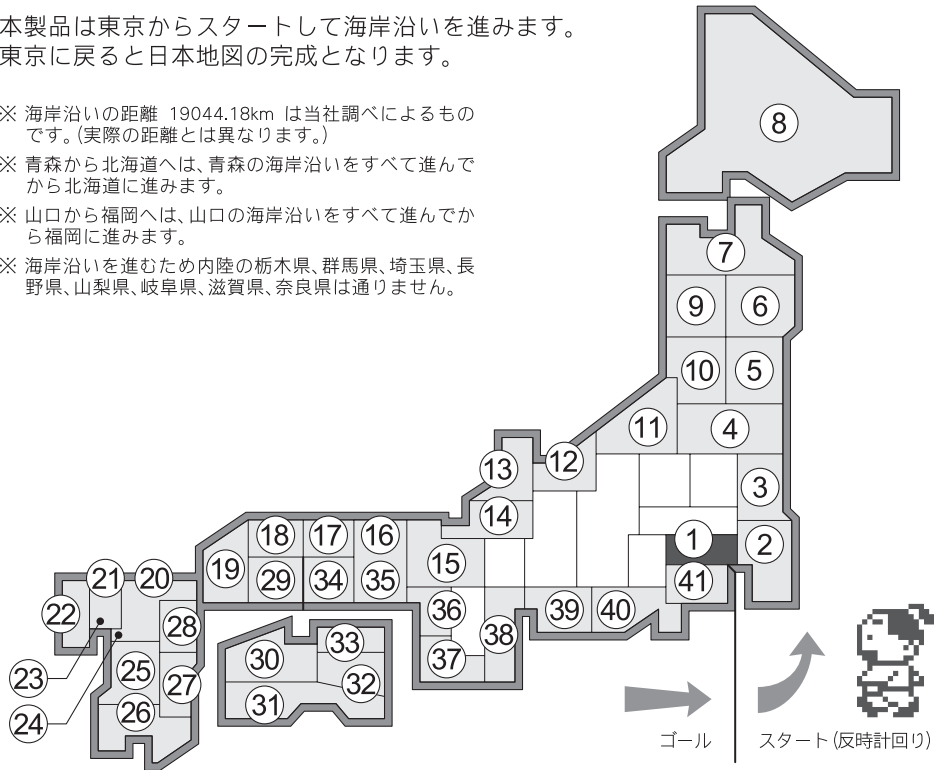 本製品は東京からスタートして海岸沿いを進みます。
東京に戻ると日本地図の完成となります。
※ 海岸沿いの距離 19044.18km は当社調べによるもの
です。(実際の距離とは異なります。)
※ 青森から北海道へは、青森の海岸沿いをすべて進んで
から北海道に進みます。
※ 山口から福岡へは、山口の海岸沿いをすべて進んでか
ら福岡に進みます。
※ 海岸沿いを進むため内陸の栃木県、群馬県、埼玉県、長
野県、山梨県、岐阜県、滋賀県、奈良県は通りません。
8
7
9 6
10 5
11 4
13 12
3
14
18 17 16 1 2
19 15
21 20 29 34 35 41
22 36 39 40
28 38
33
23 30 37
25 27 32
24 26 31
ゴール スタート(反時計回り)